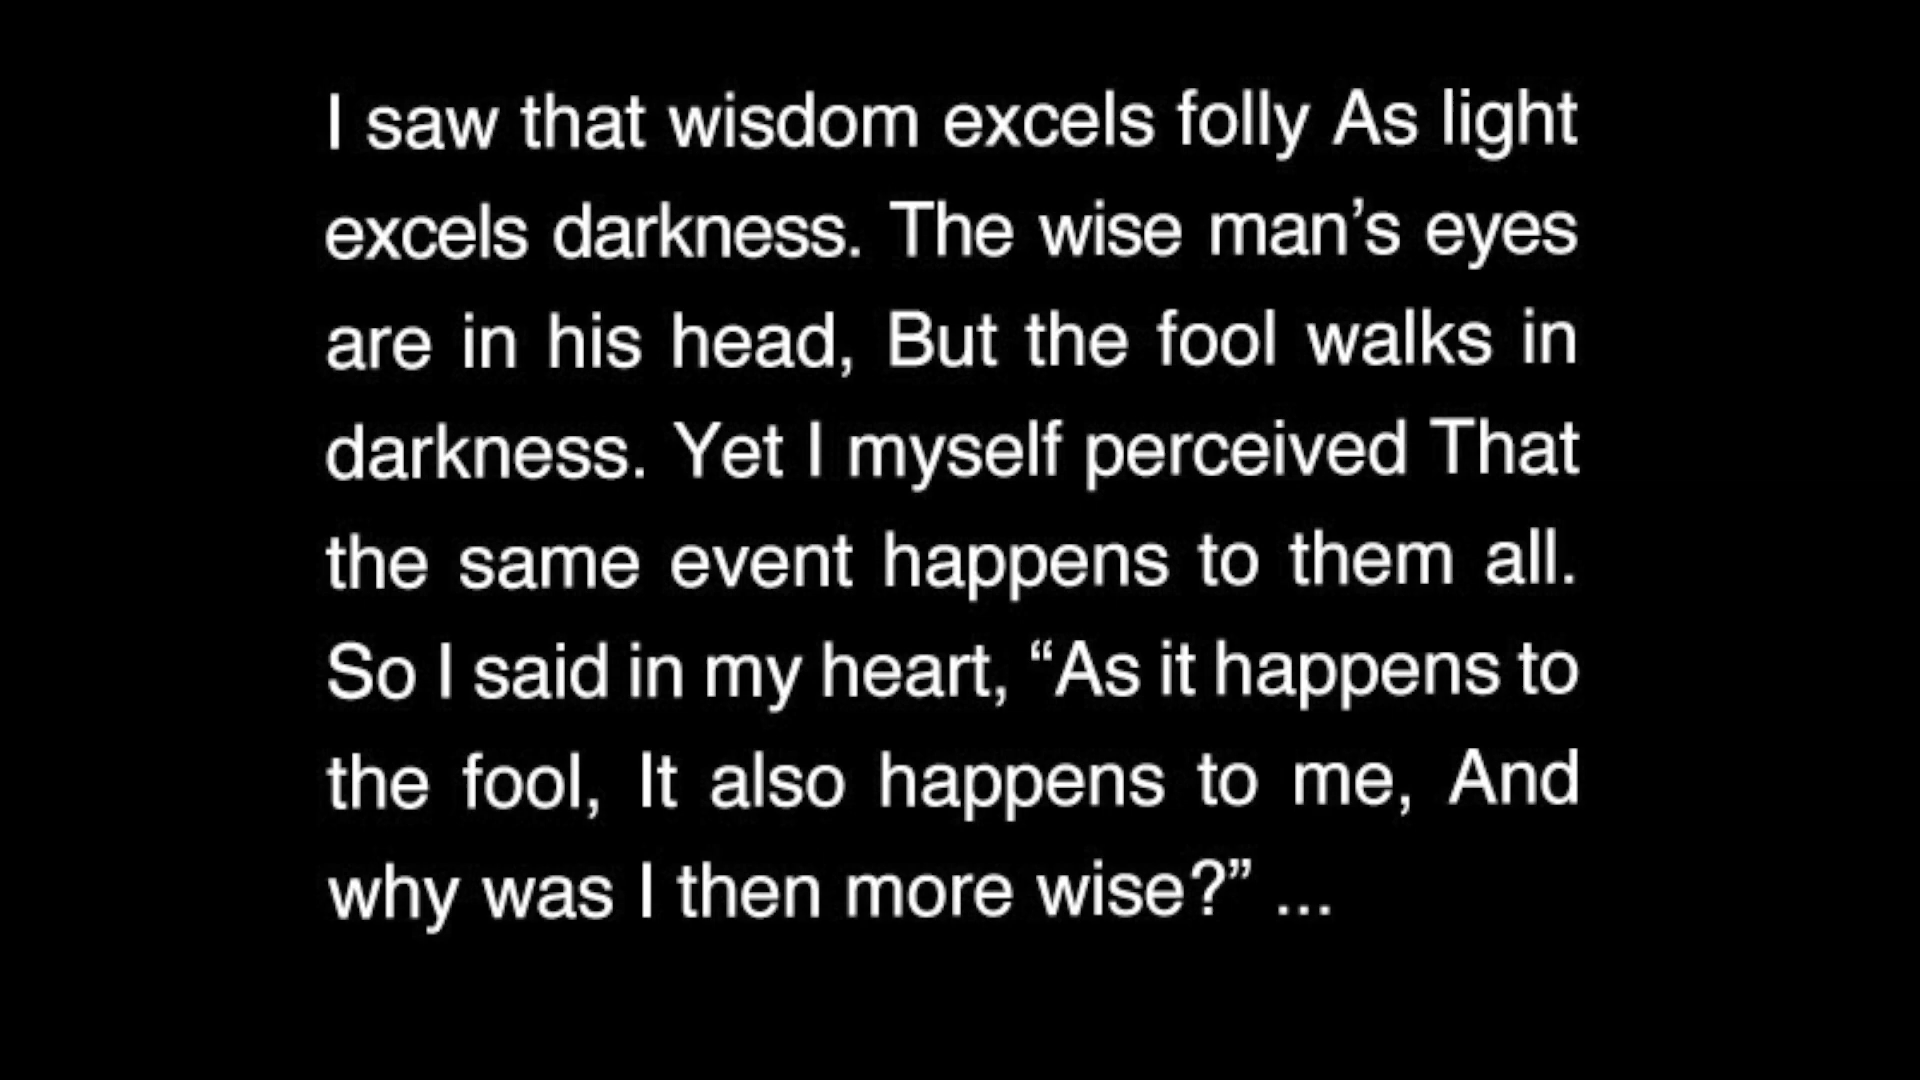 I saw that wisdom excels folly As light
excels darkness. The wise man’s eyes
are in his head, But the fool walks in
darkness. Yet I myself perceived That
the same event happens to them all.
So I said in my heart, “As it happens to
the fool, It also happens to me, And
why was I then more wise?” ...